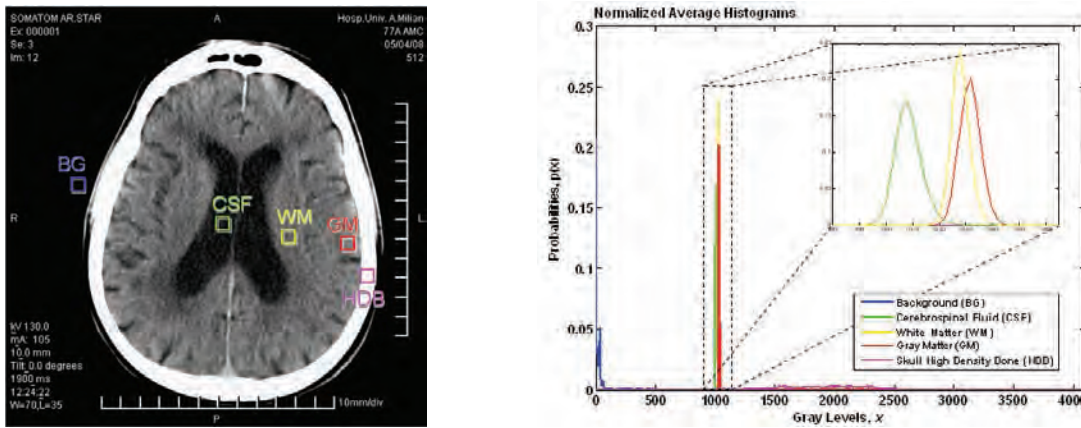 SOMATOM AR.STAR
Ex: 000001
Se: 3
Im: 12
A
Hosp.Univ. A.Milian
77A AMC
05/04/08
512
BG
CSF
WM
GM
HDB
R
L
kV 130.0
mA: 105
10.0 mm
Tilt: 0.0 degrees
1900 ms
12:24:22
W=70,L=35
10mm/div
P
Normalized Average Histograms
Probabilities, p(x)
0.3
0.25
0.2
0.15
0.1
0.05
0
0
500
1000
1500
2000
2500
3000
3500
Gray Levels, x
Background (BG)
Cerebrospinal Fluid (CSF)
White Matter (WM)
Gray Matter (GM)
Skull High Density Bone (HDB)